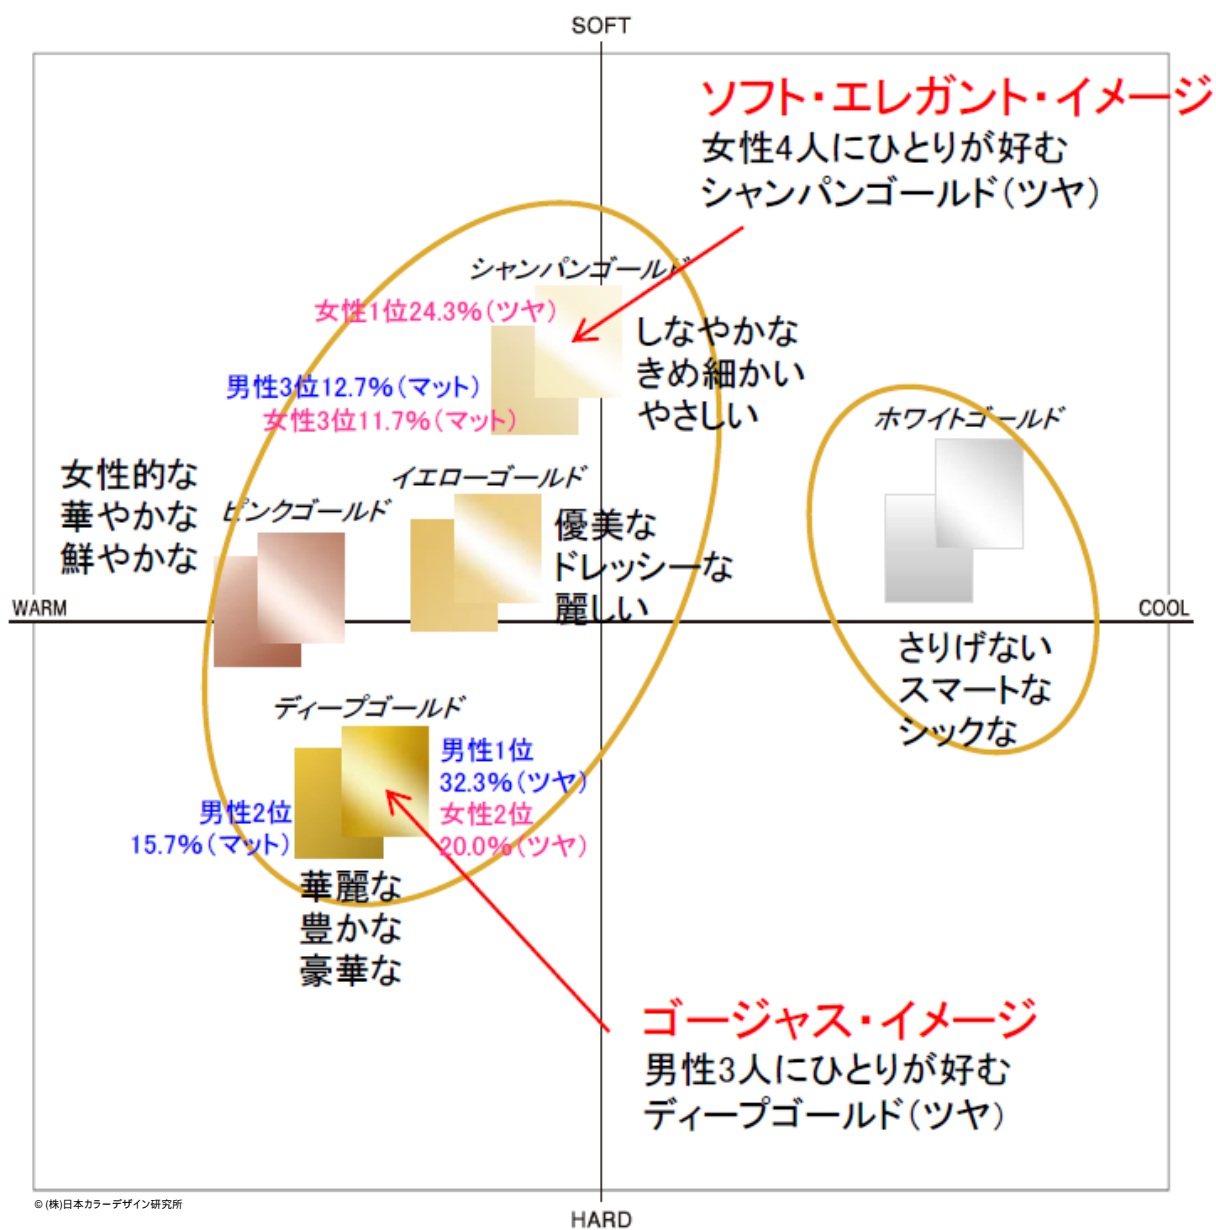 SOFT
ソフト・エレガント・イメージ
女性4人にひとりが好む
シャンパンゴールド(ツヤ)
シャンパンゴールド
女性1位24.3%(ツヤ)
しなやかな
きめ細かい
やさしい
男性3位12.7%(マット)
女性3位11.7%(マット)
ホワイトゴールド
女性的な
華やかな
鮮やかな
イエローゴールド
ピンクゴールド
優美な
ドレッシーな
麗しい
WARM
COOL
さりげない
スマートな
シックな
ディープゴールド
男性1位
32.3%(ツヤ)
女性2位
20.0%(ツヤ)
男性2位
15.7%(マット)
華麗な
豊かな
豪華な
ゴージャス・イメージ
男性3人にひとりが好む
ディープゴールド(ツヤ)
© (株)日本カラーデザイン研究所
HARD